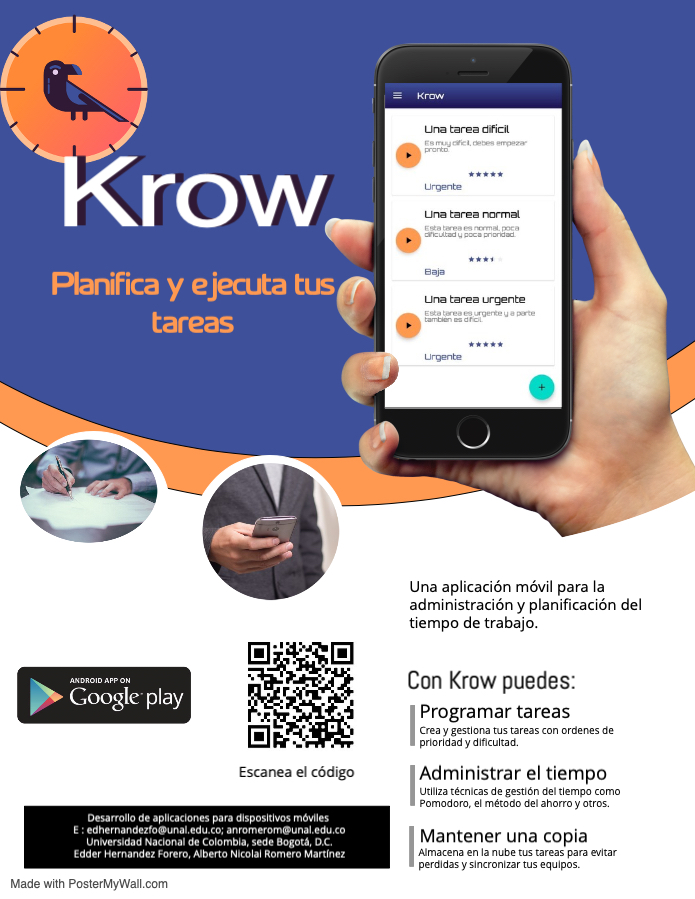 Krow
Planifica y ejecuta tus
tareas
Krow
Una tarea difícil
Es muy difícil, debes empezar
pronto.
Urgente
Una tarea normal
Esta tarea es normal, poca
dificultad y poca prioridad.
Baja
Una tarea urgente
Esta tarea es urgente y a parte
también es difícil.
Urgente
Una aplicación móvil para la
administración y planificación del
tiempo de trabajo.
ANDROID APP ON
Google play
Escanea el código
Con Krow puedes:
Programar tareas
Crea y gestiona tus tareas con ordenes de
prioridad y dificultad.
Administrar el tiempo
Utiliza técnicas de gestión del tiempo como
Pomodoro, el método del ahorro y otros.
Mantener una copia
Almacena en la nube tus tareas para evitar
perdidas y sincronizar tus equipos.
Desarrollo de aplicaciones para dispositivos móviles
E : edhernandezfo@unal.edu.co; anromerom@unal.edu.co
Universidad Nacional de Colombia, sede Bogotá, D.C.
Edder Hernandez Forero, Alberto Nicolai Romero Martínez
Made with PosterMyWall.com